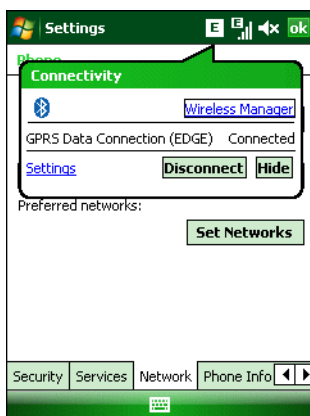 Settings E E ok
Phone
Connectivity
Wireless Manager
GPRS Data Connection (EDGE) Connected
Settings Disconnect Hide
Preferred networks:
Set Networks
Security Services Network Phone Info